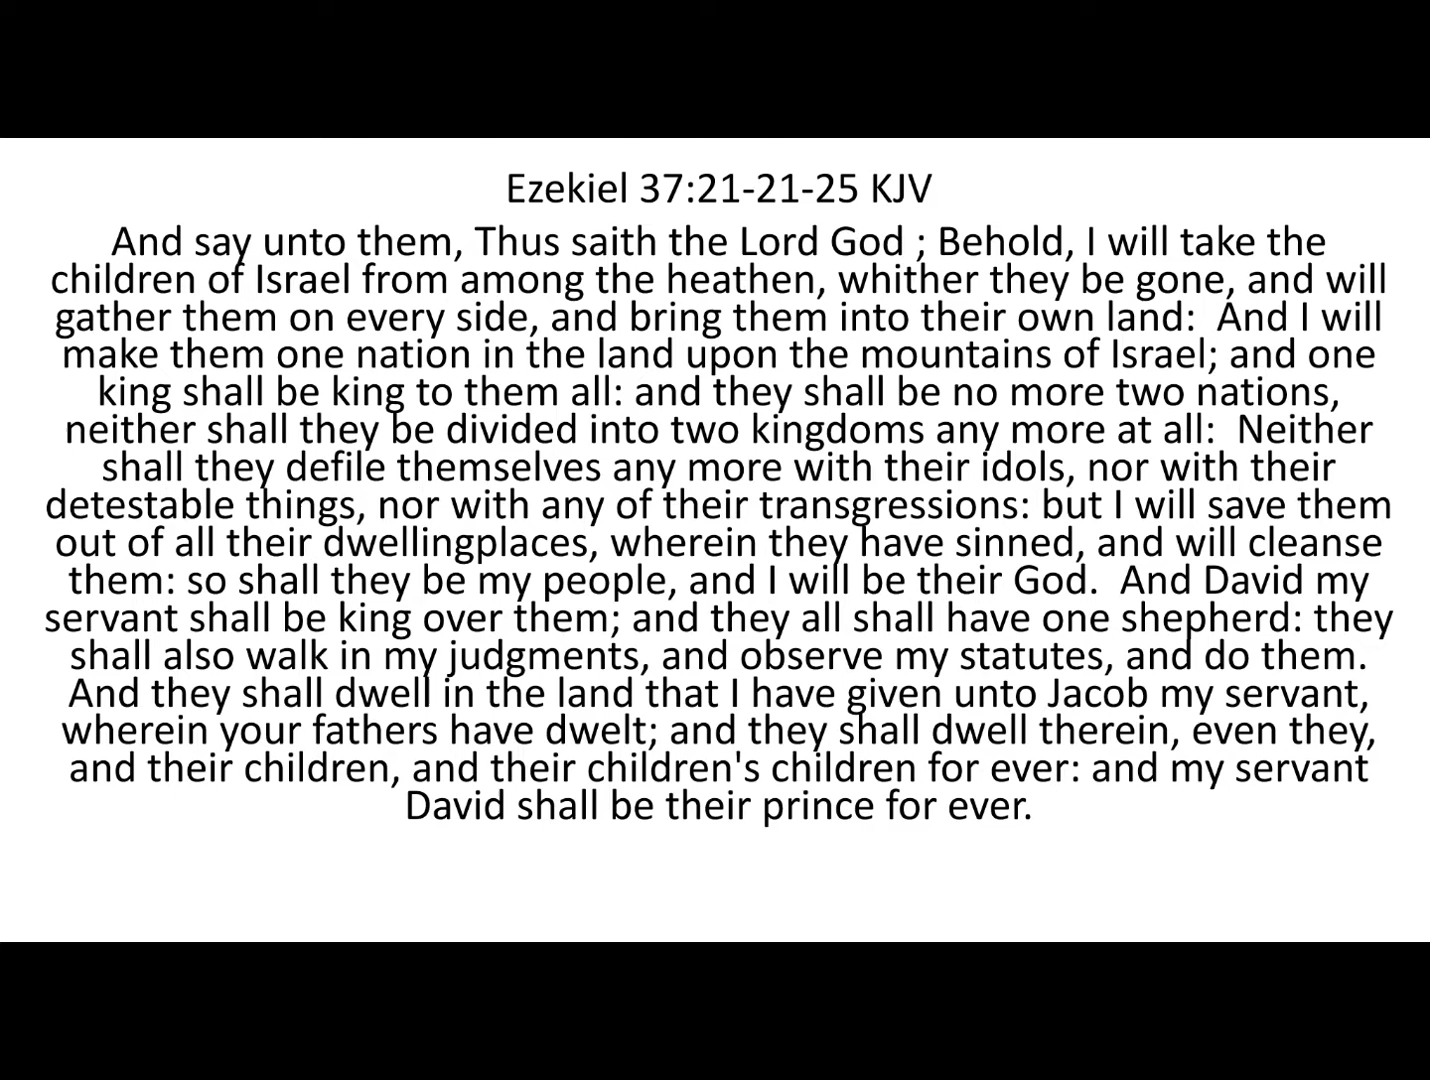 Ezekiel 37:21-21-25 KJV
And say unto them, Thus saith the Lord God ; Behold, I will take the
children of Israel from among the heathen, whither they be gone, and will
gather them on every side, and bring them into their own land:  And I will
make them one nation in the land upon the mountains of Israel; and one
king shall be king to them all: and they shall be no more two nations,
neither shall they be divided into two kingdoms any more at all:  Neither
shall they defile themselves any more with their idols, nor with their
detestable things, nor with any of their transgressions: but I will save them
out of all their dwellingplaces, wherein they have sinned, and will cleanse
them: so shall they be my people, and I will be their God.  And David my
servant shall be king over them; and they all shall have one shepherd: they
shall also walk in my judgments, and observe my statutes, and do them.
And they shall dwell in the land that I have given unto Jacob my servant,
wherein your fathers have dwelt; and they shall dwell therein, even they,
and their children, and their children's children for ever: and my servant
David shall be their prince for ever.